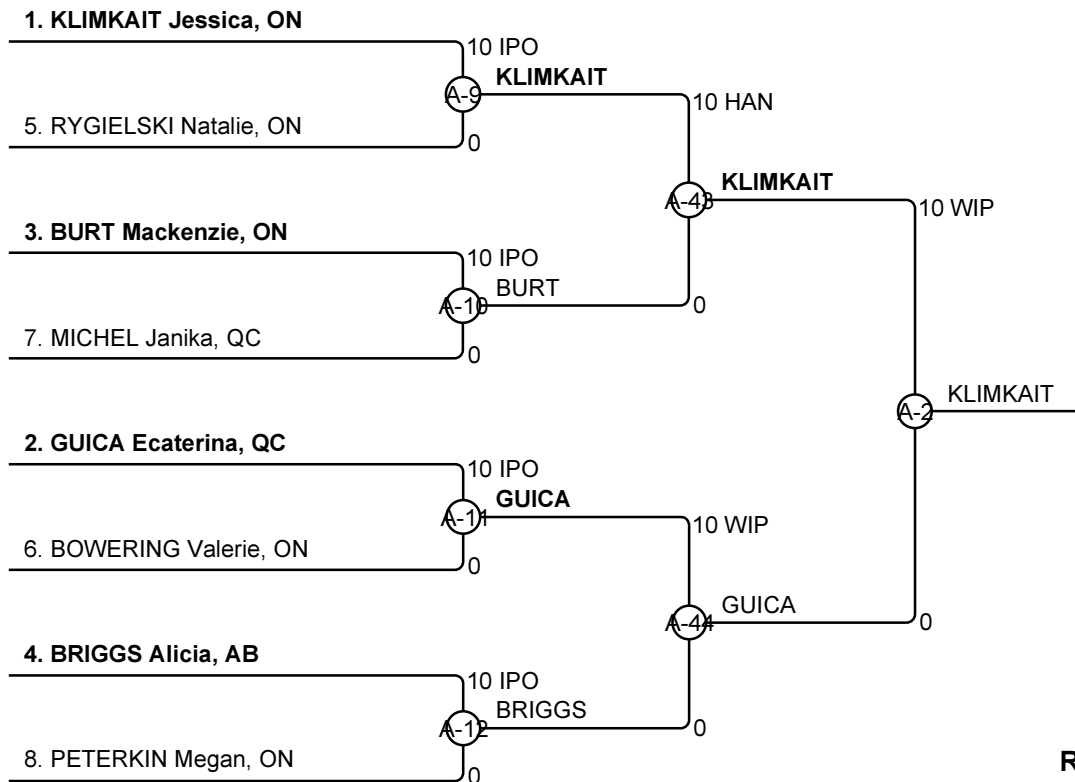 1. KLIMKAIT Jessica, ON
10 IPO
A-9
KLIMKAIT
5. RYGIELSKI Natalie, ON
0
10 HAN
A-43
KLIMKAIT
3. BURT Mackenzie, ON
10 IPO
A-10
BURT
0
7. MICHEL Janika, QC
0
10 WIP
A-2
KLIMKAIT
2. GUICA Ecaterina, QC
10 IPO
A-11
GUICA
6. BOWERING Valerie, ON
0
10 WIP
A-44
GUICA
0
4. BRIGGS Alicia, AB
10 IPO
A-12
BRIGGS
0
8. PETERKIN Megan, ON
0
R